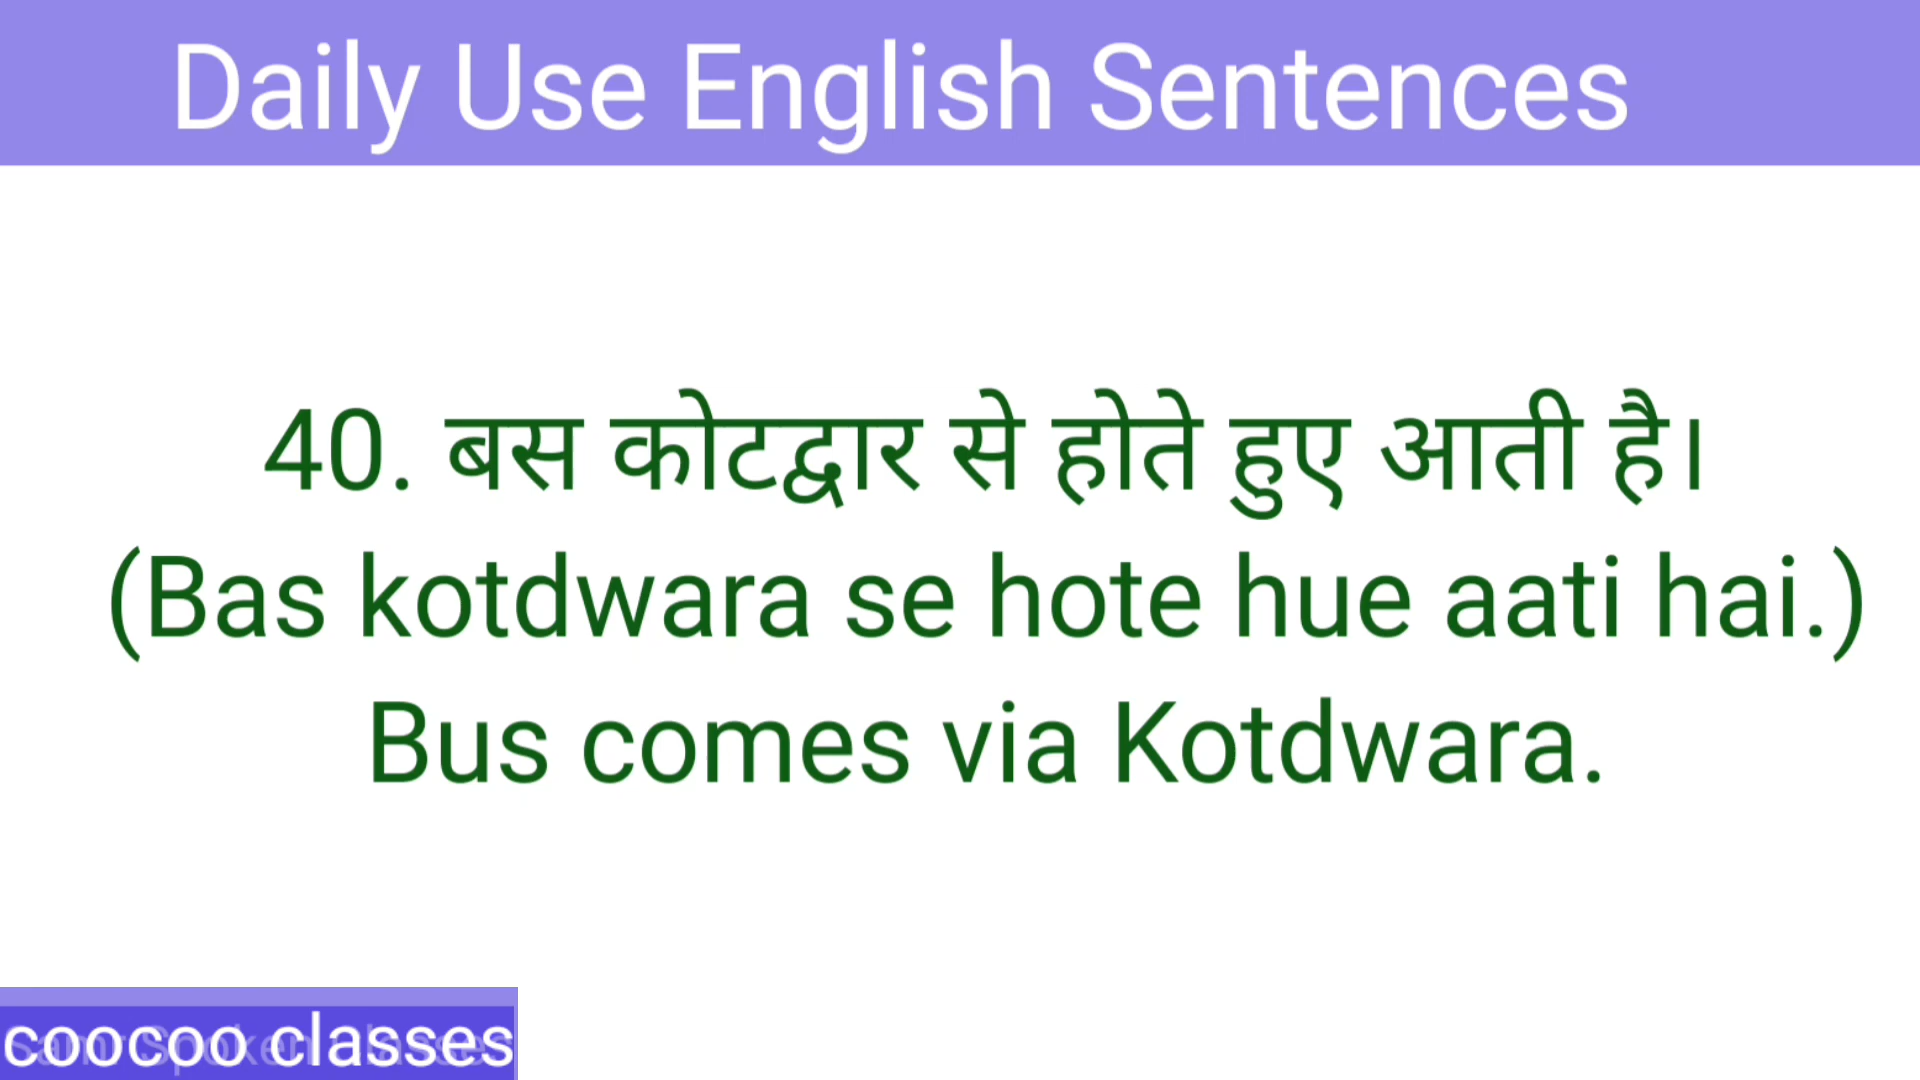 Daily Use English Sentences
40. बस कोटद्वार से होते हुए आती है।
(Bas kotdwara se hote hue aati hai.)
Bus comes via Kotdwara.
coocoo classes